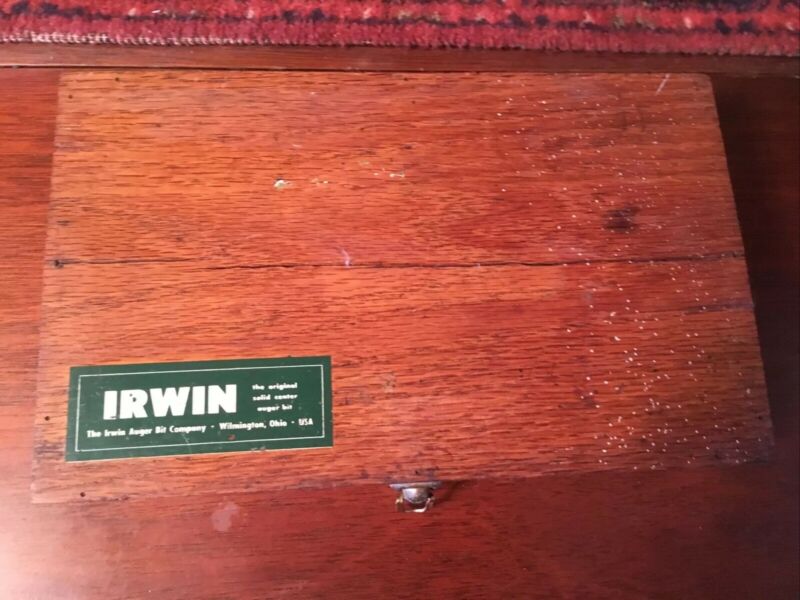 IRWIN
the original
solid center
auger bit
The Irwin Auger Bit Company · Wilmington, Ohio · USA